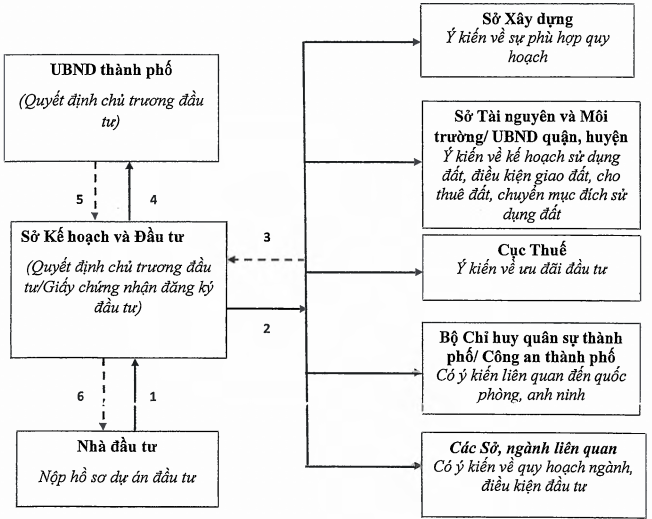 UBND thành phố
(Quyết định chủ trương đầu
tư)
5
4
Sở Kế hoạch và Đầu tư
(Quyết định chủ trương đầu
tư/Giấy chứng nhận đăng ký
đầu tư)
3
2
6
1
Nhà đầu tư
Nộp hồ sơ dự án đầu tư
Sở Xây dựng
Ý kiến về sự phù hợp quy
hoạch
Sở Tài nguyên và Môi
trường/ UBND quận, huyện
Ý kiến về kế hoạch sử dụng
đất, điều kiện giao đất, cho
thuê đất, chuyển mục đích sử
dụng đất
Cục Thuế
Ý kiến về ưu đãi đầu tư
Bộ Chỉ huy quân sự thành
phố/ Công an thành phố
Có ý kiến liên quan đến quốc
phòng, anh ninh
Các Sở, ngành liên quan
Có ý kiến về quy hoạch ngành,
điều kiện đầu tư